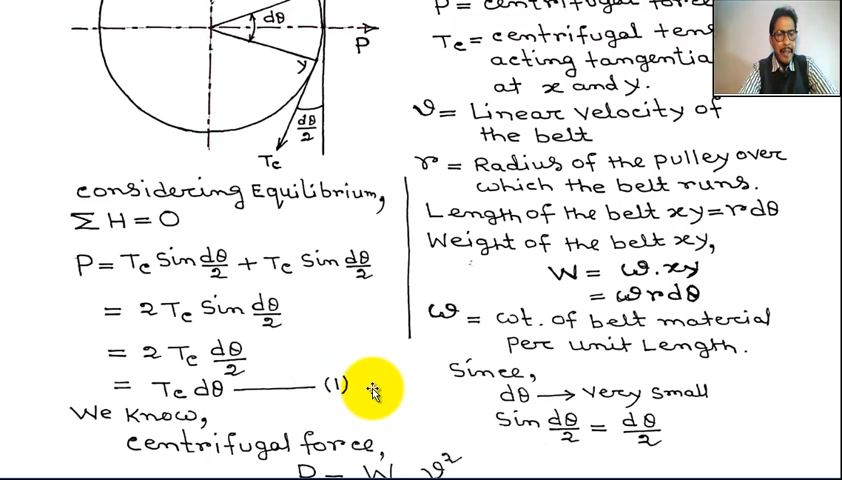 dθ
P
y
dθ/2
Tc
considering Equilibrium,
ΣH = 0
P = Tc Sin dθ/2 + Tc Sin dθ/2
= 2 Tc Sin dθ/2
= 2 Tc dθ/2
= Tc dθ ——— (1)
We know,
centrifugal force,
P = centrifugal force
Tc = centrifugal
acting
at x and y.
v = Linear velocity of
the belt
r = Radius of the pulley over
which the belt runs.
Length of the belt xy = r dθ
Weight of the belt xy,
W = ω.xy
= ω r dθ
ω = wt. of belt material
Per unit Length.
Since,
dθ → very small
Sin dθ/2 = dθ/2